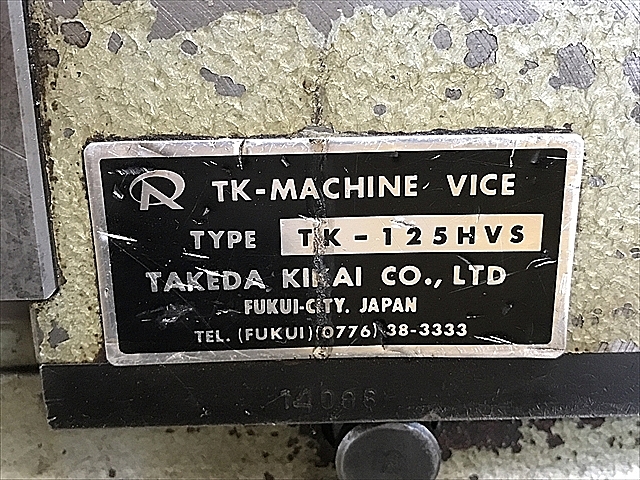 TK-MACHINE VICE
TYPE TK-125HVS
TAKEDA KIKAI CO., LTD
FUKUI-CITY. JAPAN
TEL. (FUKUI) (0776) 38-3333